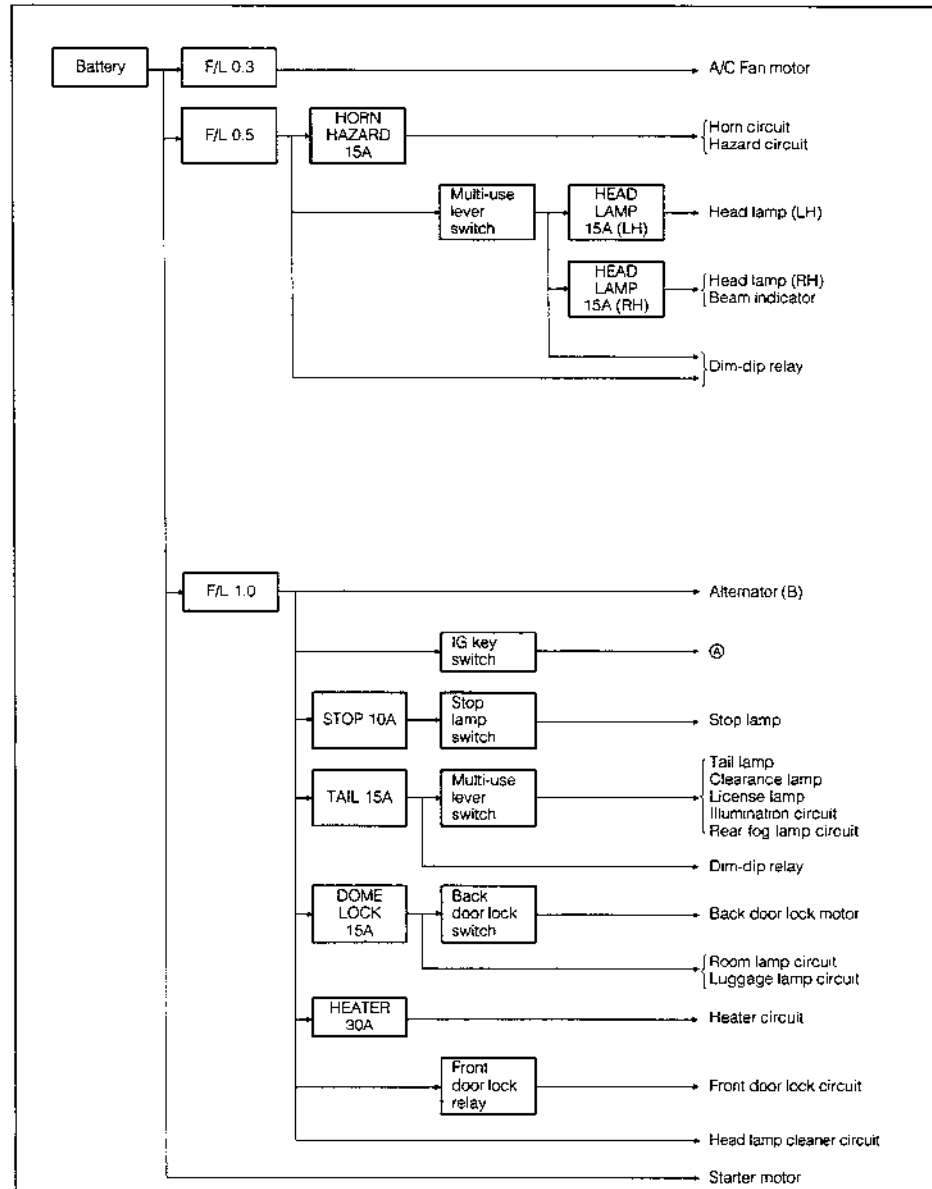 Battery
F/L 0.3
A/C Fan motor
F/L 0.5
HORN
HAZARD
15A
Horn circuit
Hazard circuit
Multi-use
lever
switch
HEAD
LAMP
15A (LH)
Head lamp (LH)
HEAD
LAMP
15A (RH)
Head lamp (RH)
Beam indicator
Dim-dip relay
F/L 1.0
Alternator (B)
IG key
switch
Ⓐ
STOP 10A
Stop
lamp
switch
Stop lamp
TAIL 15A
Multi-use
lever
switch
Tail lamp
Clearance lamp
License lamp
Illumination circuit
Rear fog lamp circuit
Dim-dip relay
DOME
LOCK
15A
Back
door lock
switch
Back door lock motor
Room lamp circuit
Luggage lamp circuit
HEATER
30A
Heater circuit
Front
door lock
relay
Front door lock circuit
Head lamp cleaner circuit
Starter motor